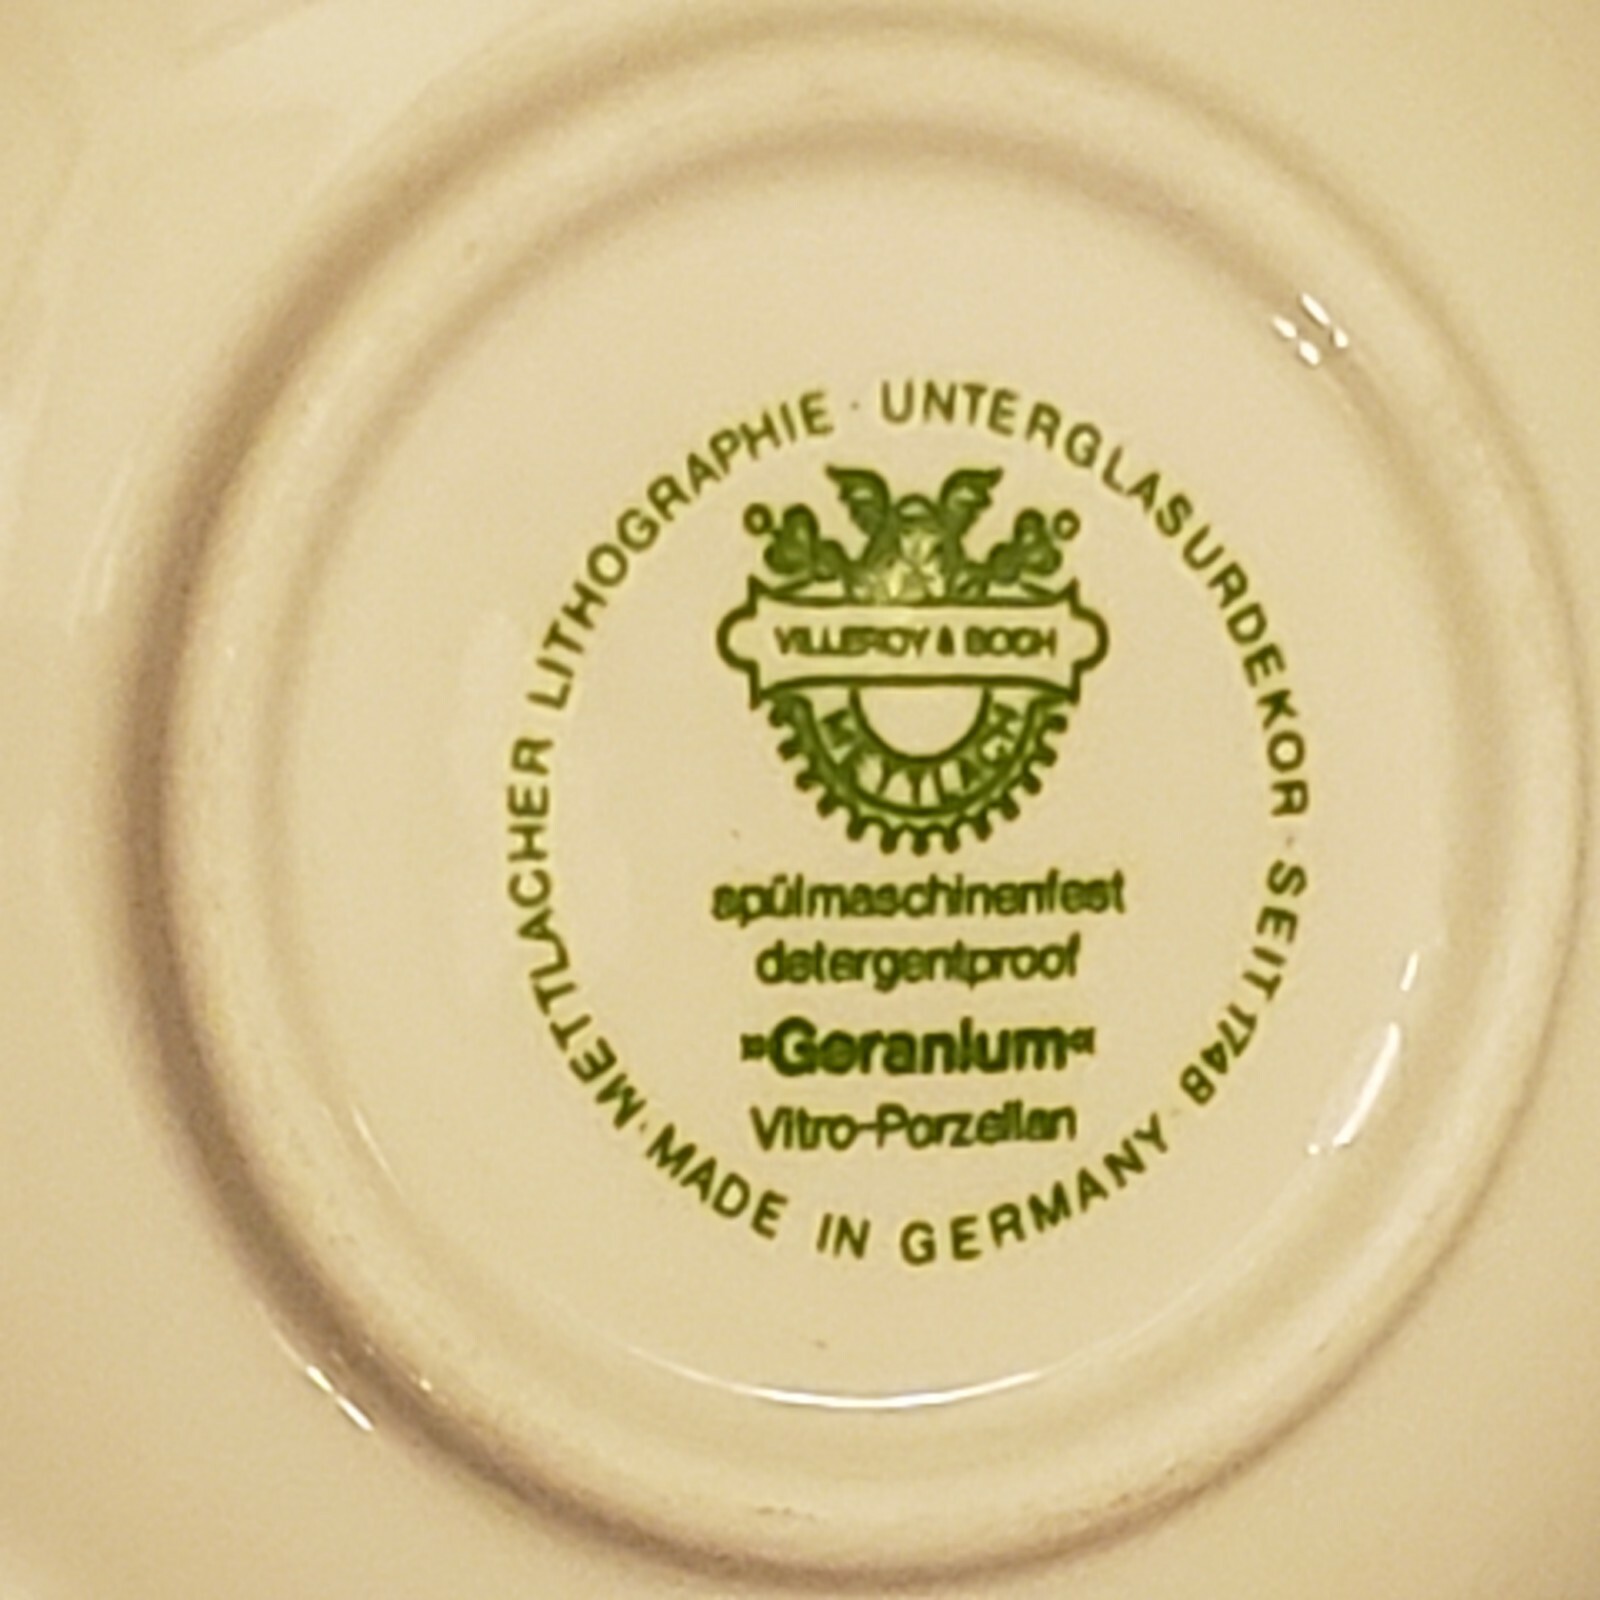 METTLACHER LITHOGRAPHIE · UNTERGLASURDEKOR · SEIT 1748 ·
MADE IN GERMANY ·
VILLEROY & BOCH
METTLACH
spülmaschinenfest
detergentproof
»Geranium«
Vitro-Porzellan